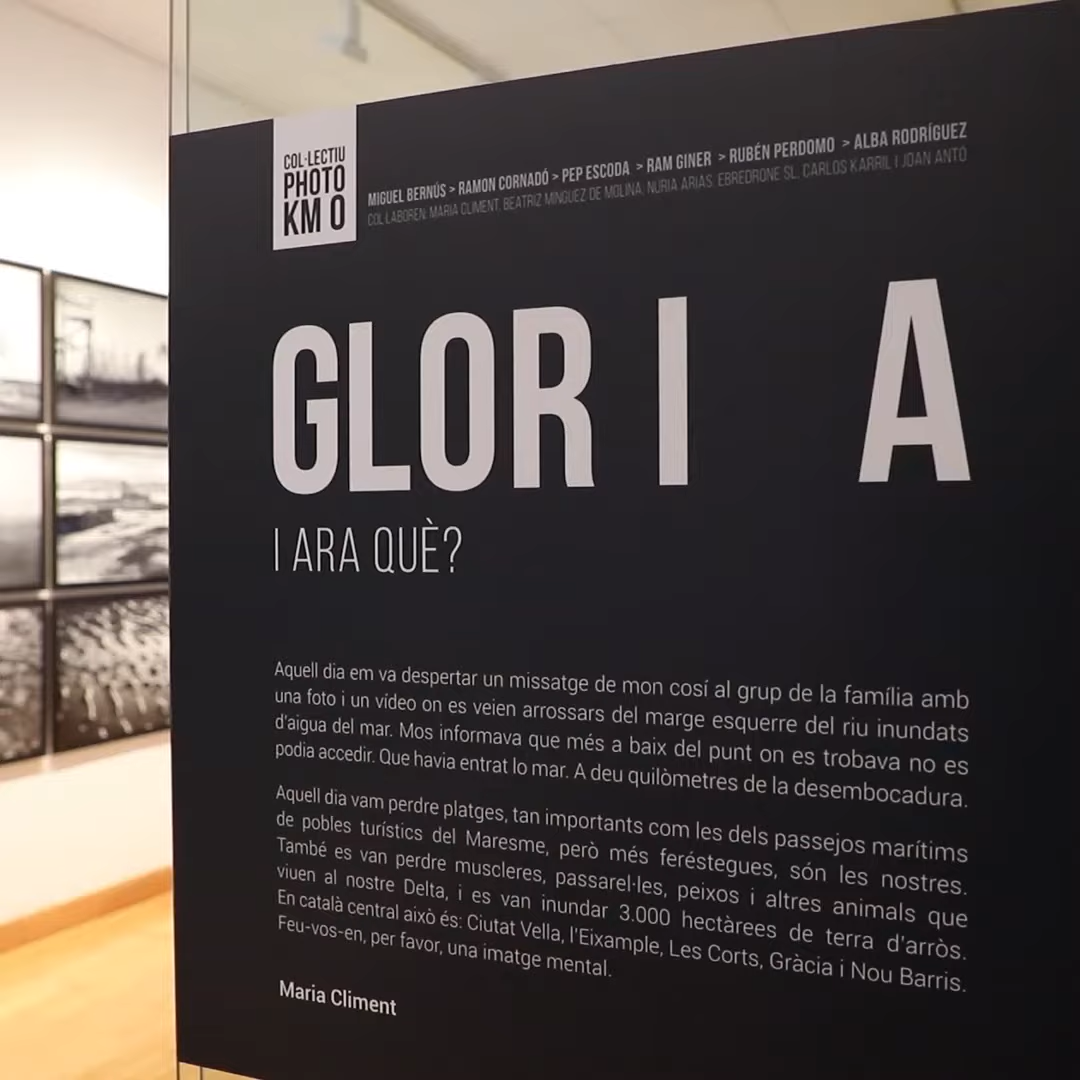 COL·LECTIU
PHOTO
KM 0
MIGUEL BERNÚS > RAMON CORNADÓ > PEP ESCODA > RAM GINER > RUBÉN PERDOMO > ALBA RODRÍGUEZ
COL·LABOREN: MARIA CLIMENT, BEATRIZ MINGUEZ DE MOLINA, NÚRIA ARIAS, EBREDRONE SL, CARLOS KARRIL I JOAN ANTÓ
GLOR I A
I ARA QUÈ?
Aquell dia em va despertar un missatge de mon cosí al grup de la família amb
una foto i un vídeo on es veien arrossars del marge esquerre del riu inundats
d'aigua del mar. Mos informava que més a baix del punt on es trobava no es
podia accedir. Que havia entrat lo mar. A deu quilòmetres de la desembocadura.
Aquell dia vam perdre platges, tan importants com les dels passejos marítims
de pobles turístics del Maresme, però més feréstegues, són les nostres.
També es van perdre muscleres, passarel·les, peixos i altres animals que
viuen al nostre Delta, i es van inundar 3.000 hectàrees de terra d'arròs.
En català central això és: Ciutat Vella, l'Eixample, Les Corts, Gràcia i Nou Barris.
Feu-vos-en, per favor, una imatge mental.
Maria Climent